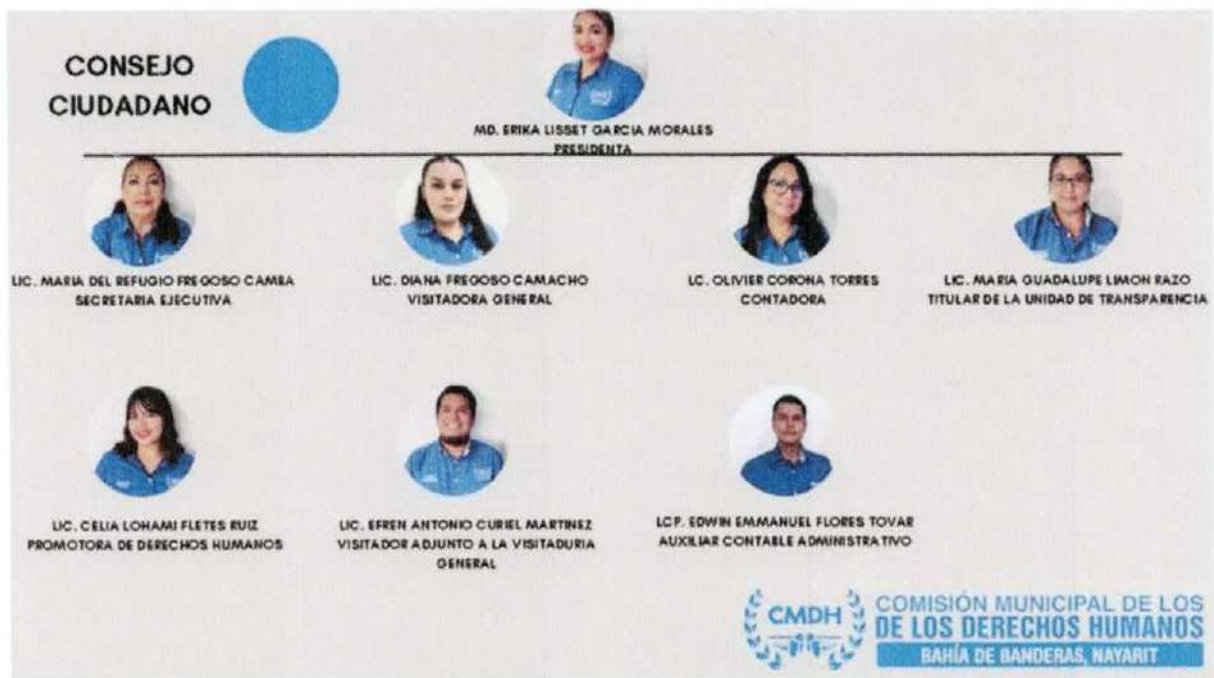 CONSEJO
CIUDADANO
MD. ERIKA LISSET GARCIA MORALES
PRESIDENTA
LIC. MARIA DEL REFUGIO FREGOSO CAMBA
SECRETARIA EJECUTIVA
LIC. DIANA FREGOSO CAMACHO
VISITADORA GENERAL
LC. OLIVIER CORONA TORRES
CONTADORA
LIC. MARIA GUADALUPE LIMON RAZO
TITULAR DE LA UNIDAD DE TRANSPARENCIA
LIC. CELIA LOHAMI FLETES RUIZ
PROMOTORA DE DERECHOS HUMANOS
LIC. EFREN ANTONIO CURIEL MARTINEZ
VISITADOR ADJUNTO A LA VISITADURIA
GENERAL
LCP. EDWIN EMMANUEL FLORES TOVAR
AUXILIAR CONTABLE ADMINISTRATIVO
CMDH
COMISIÓN MUNICIPAL DE LOS
DE LOS DERECHOS HUMANOS
BAHÍA DE BANDERAS, NAYARIT